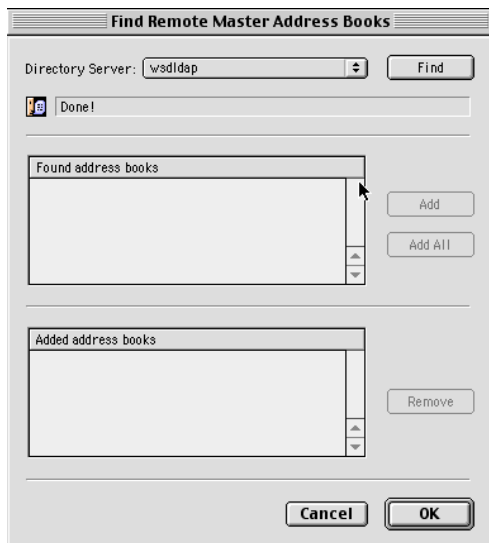 Find Remote Master Address Books
Directory Server: wsdldap Find
Done!
Found address books
Add
Add All
Added address books
Remove
Cancel OK